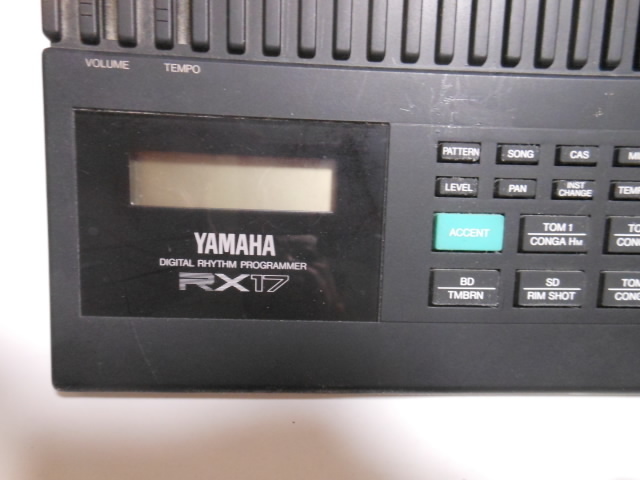 VOLUME TEMPO
PATTERN SONG CAS
LEVEL PAN INST CHANGE
YAMAHA
DIGITAL RHYTHM PROGRAMMER
RX17
ACCENT TOM 1
CONGA HM
BD SD
TMBRN RIM SHOT